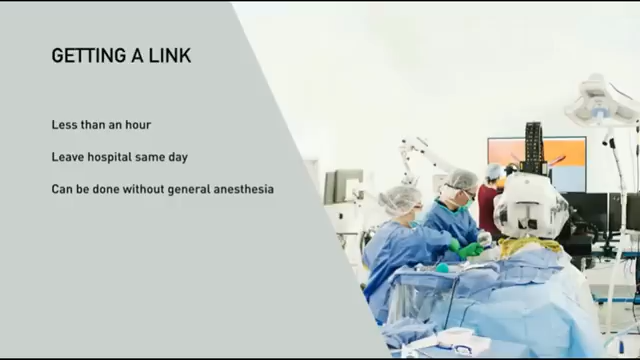 GETTING A LINK
Less than an hour
Leave hospital same day
Can be done without general anesthesia